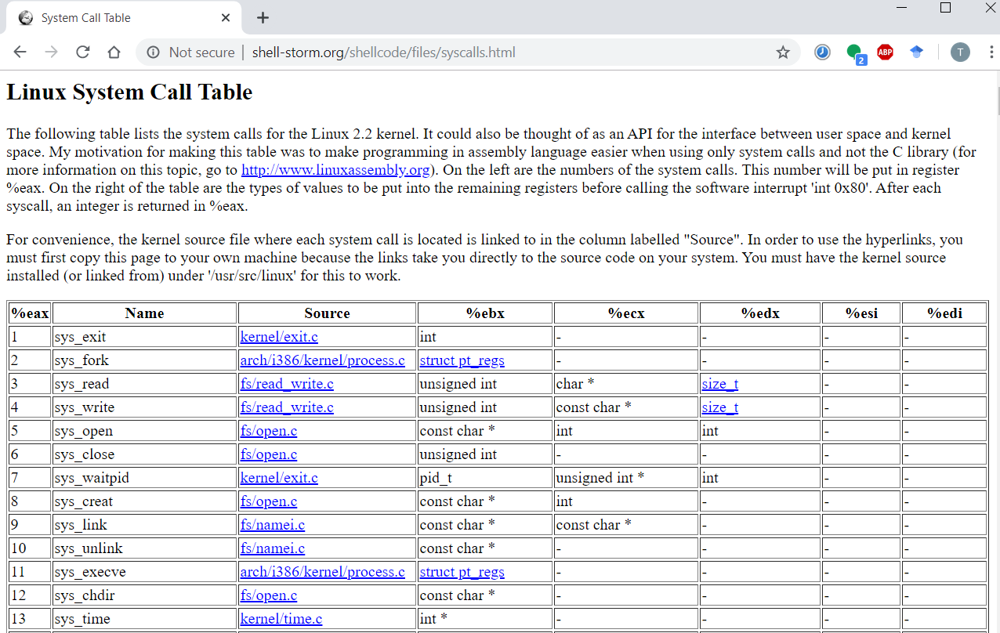 System Call Table
Not secure | shell-storm.org/shellcode/files/syscalls.html
2
ABP
T
Linux System Call Table
The following table lists the system calls for the Linux 2.2 kernel. It could also be thought of as an API for the interface between user space and kernel
space. My motivation for making this table was to make programming in assembly language easier when using only system calls and not the C library (for
more information on this topic, go to http://www.linuxassembly.org). On the left are the numbers of the system calls. This number will be put in register
%eax. On the right of the table are the types of values to be put into the remaining registers before calling the software interrupt 'int 0x80'. After each
syscall, an integer is returned in %eax.
For convenience, the kernel source file where each system call is located is linked to in the column labelled "Source". In order to use the hyperlinks, you
must first copy this page to your own machine because the links take you directly to the source code on your system. You must have the kernel source
installed (or linked from) under '/usr/src/linux' for this to work.
%eax Name Source %ebx %ecx %edx %esi %edi
1 sys_exit kernel/exit.c int - - - -
2 sys_fork arch/i386/kernel/process.c struct pt_regs - - - -
3 sys_read fs/read_write.c unsigned int char * size_t - -
4 sys_write fs/read_write.c unsigned int const char * size_t - -
5 sys_open fs/open.c const char * int int - -
6 sys_close fs/open.c unsigned int - - - -
7 sys_waitpid kernel/exit.c pid_t unsigned int * int - -
8 sys_creat fs/open.c const char * int - - -
9 sys_link fs/namei.c const char * const char * - - -
10 sys_unlink fs/namei.c const char * - - - -
11 sys_execve arch/i386/kernel/process.c struct pt_regs - - - -
12 sys_chdir fs/open.c const char * - - - -
13 sys_time kernel/time.c int * - - - -